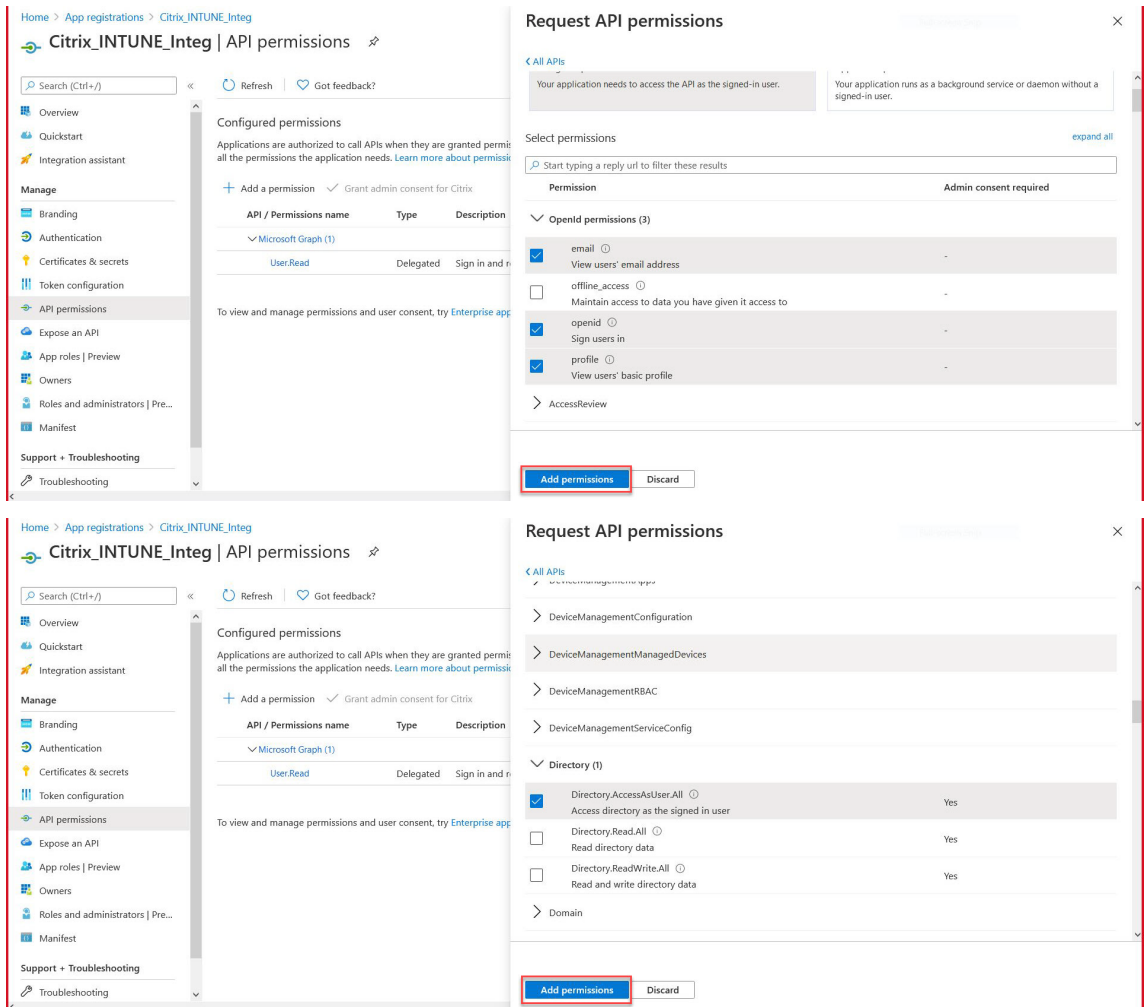 Home > App registrations > Citrix_INTUNE_Integ
Citrix_INTUNE_Integ | API permissions
Search (Ctrl+/)
«
Overview
Quickstart
Integration assistant
Manage
Branding
Authentication
Certificates & secrets
Token configuration
API permissions
Expose an API
App roles | Preview
Owners
Roles and administrators | Pre...
Manifest
Support + Troubleshooting
Troubleshooting
Refresh
Got feedback?
Configured permissions
Applications are authorized to call APIs when they are granted permis
all the permissions the application needs. Learn more about permissio
Add a permission
Grant admin consent for Citrix
API / Permissions name Type Description
Microsoft Graph (1)
User.Read Delegated Sign in and r
To view and manage permissions and user consent, try Enterprise app
Request API permissions
All APIs
Your application needs to access the API as the signed-in user.
Your application runs as a background service or daemon without a
signed-in user.
Select permissions
expand all
Start typing a reply url to filter these results
Permission Admin consent required
OpenId permissions (3)
email
View users' email address
-
offline_access
Maintain access to data you have given it access to
-
openid
Sign users in
-
profile
View users' basic profile
-
AccessReview
Add permissions
Discard
Home > App registrations > Citrix_INTUNE_Integ
Citrix_INTUNE_Integ | API permissions
Search (Ctrl+/)
«
Overview
Quickstart
Integration assistant
Manage
Branding
Authentication
Certificates & secrets
Token configuration
API permissions
Expose an API
App roles | Preview
Owners
Roles and administrators | Pre...
Manifest
Support + Troubleshooting
Troubleshooting
Refresh
Got feedback?
Configured permissions
Applications are authorized to call APIs when they are granted permis
all the permissions the application needs. Learn more about permissio
Add a permission
Grant admin consent for Citrix
API / Permissions name Type Description
Microsoft Graph (1)
User.Read Delegated Sign in and r
To view and manage permissions and user consent, try Enterprise app
Request API permissions
All APIs
DeviceManagementApps
DeviceManagementConfiguration
DeviceManagementManagedDevices
DeviceManagementRBAC
DeviceManagementServiceConfig
Directory (1)
Directory.AccessAsUser.All
Access directory as the signed in user
Yes
Directory.Read.All
Read directory data
Yes
Directory.ReadWrite.All
Read and write directory data
Yes
Domain
Add permissions
Discard